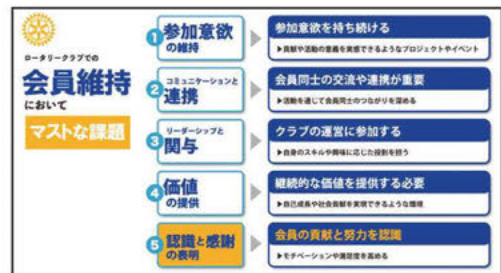 ロータリークラブでの
会員維持
において
マストな課題
1 参加意欲
の維持
参加意欲を持ち続ける
▶貢献や活動の意義を実感できるようなプロジェクトやイベント
2 コミュニケーションと
連携
会員同士の交流や連携が重要
▶活動を通じて会員同士のつながりを深める
3 リーダーシップと
関与
クラブの運営に参加する
▶自身のスキルや興味に応じた役割を担う
4 価値
の提供
継続的な価値を提供する必要
▶自己成長や社会貢献を実現できるような環境
5 認識と感謝
の表明
会員の貢献と努力を認識
▶モチベーションや満足度を高める